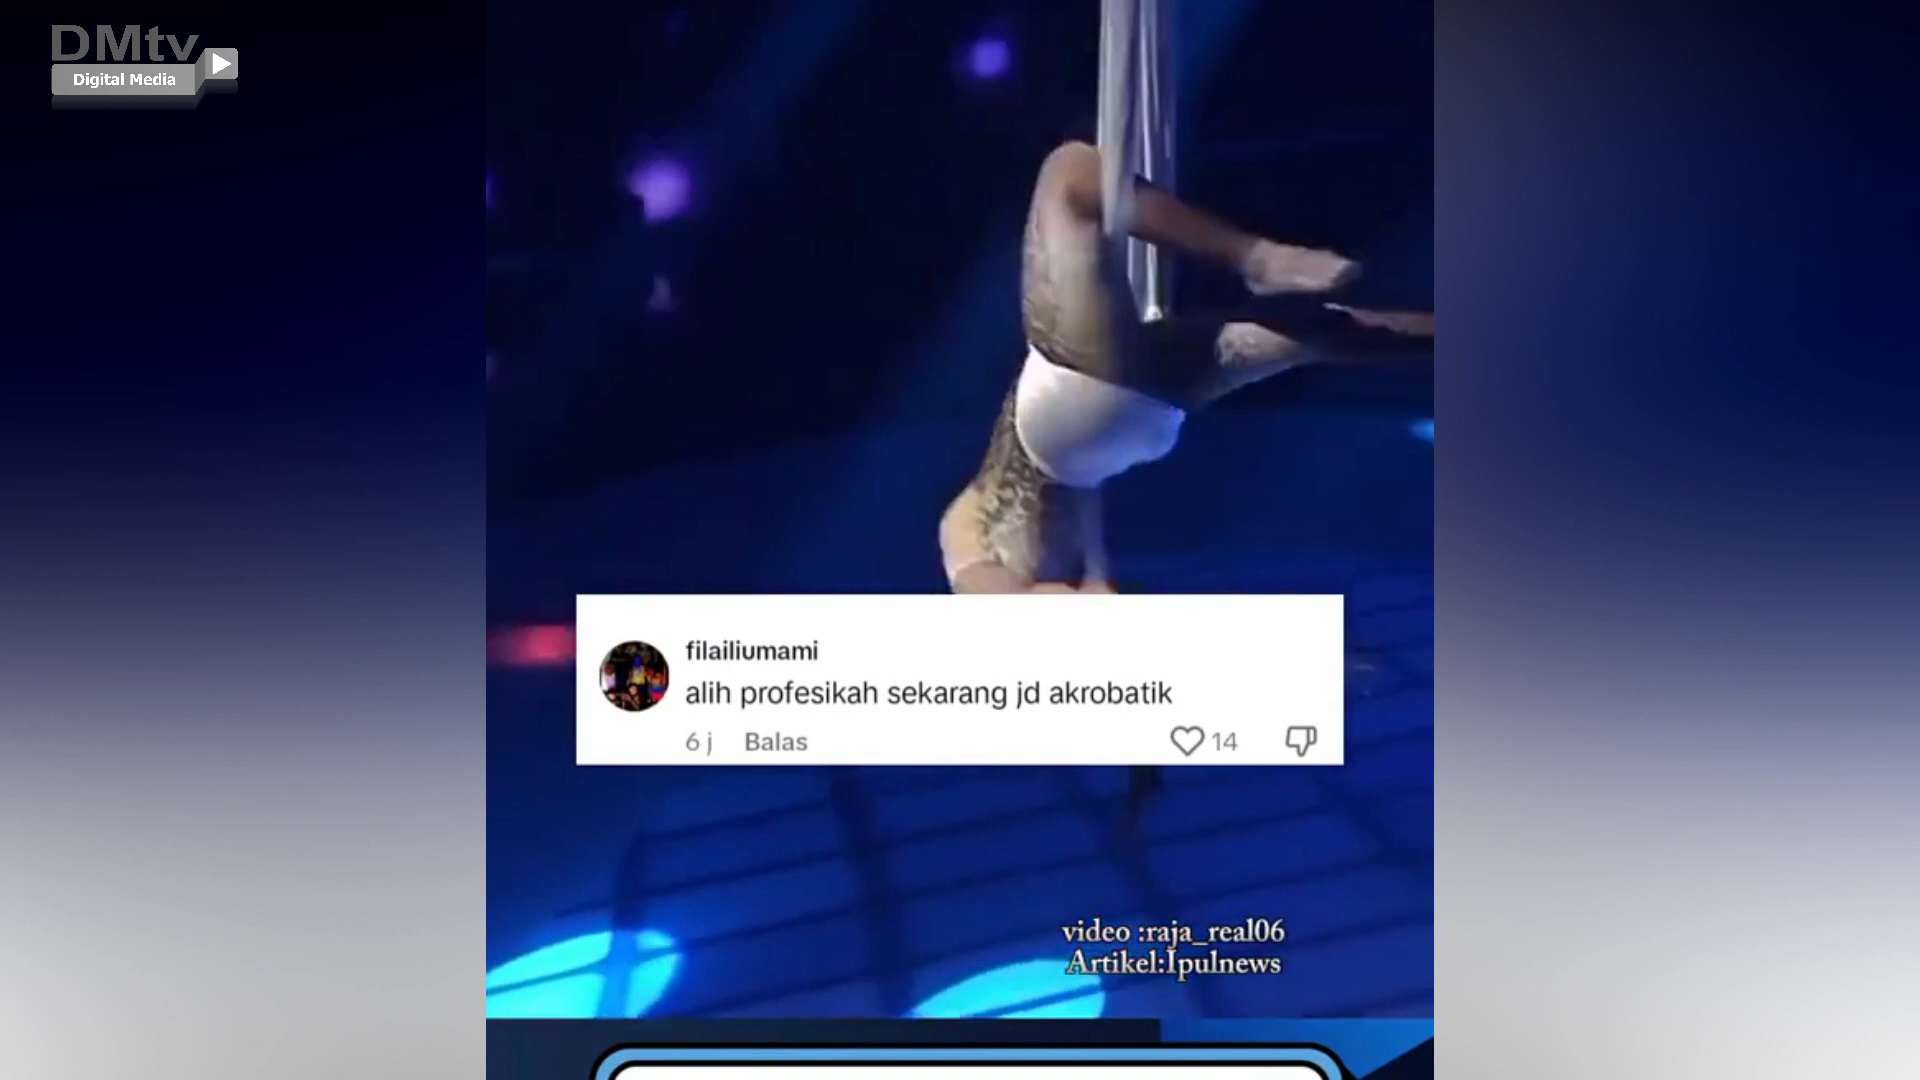 DMtv
Digital Media
filailiumami
alih profesikah sekarang jd akrobatik
6 j Balas 14
video :raja_real06
Artikel:Ipulnews